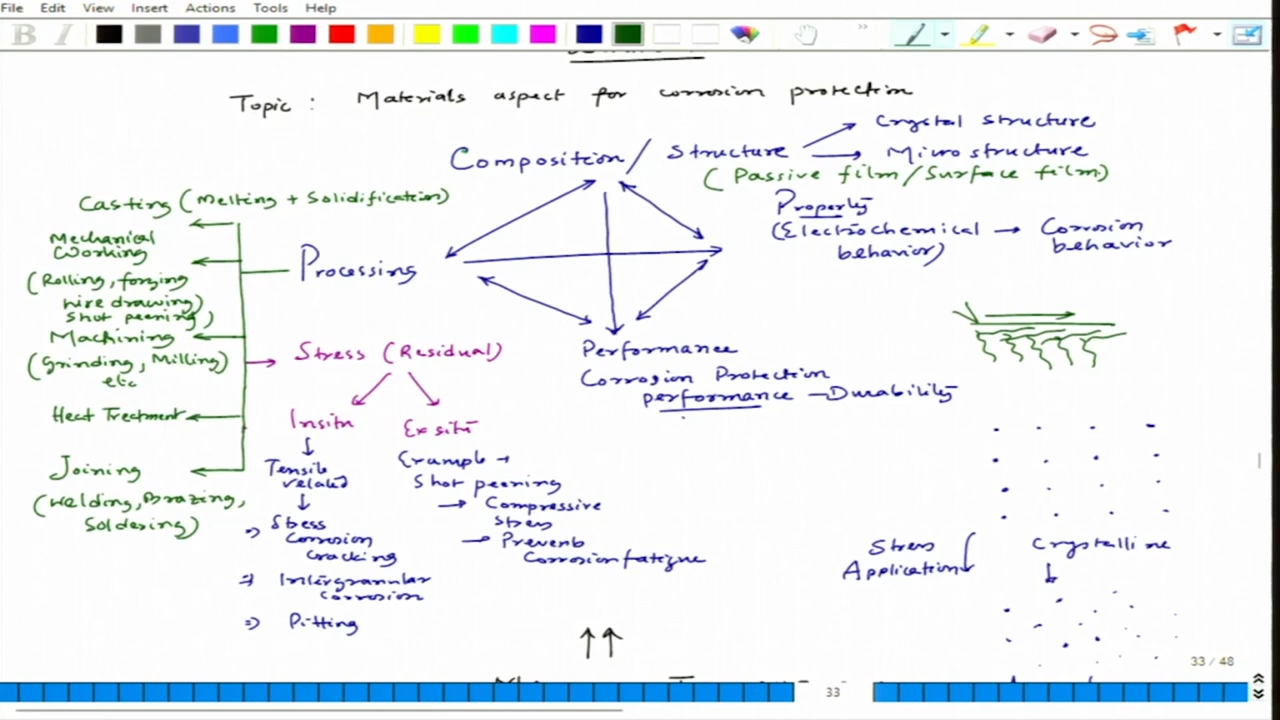 File Edit View Insert Actions Tools Help
B I
Topic : Materials aspect for corrosion protection
Composition / Structure
Crystal structure
Microstructure
(Passive film/Surface film)
Property
(Electrochemical behavior) → Corrosion behavior
Casting (Melting + Solidification)
Mechanical
Working
(Rolling, forging
wire drawing)
Shot peening)
Processing
Machining
(Grinding, Milling)
etc
Heat Treatment
Joining
(Welding, Brazing,
Soldering)
Stress (Residual)
Insitu
Exsitu
Tensile
related
⇒ Stress
Corrosion
Cracking
⇒ Intergranular
Corrosion
⇒ Pitting
Example →
Shot peening
→ Compressive
stress
→ Prevents
Corrosion fatigue
Performance
Corrosion Protection
performance — Durability
Stress
Application
Crystalline
33 / 48
33